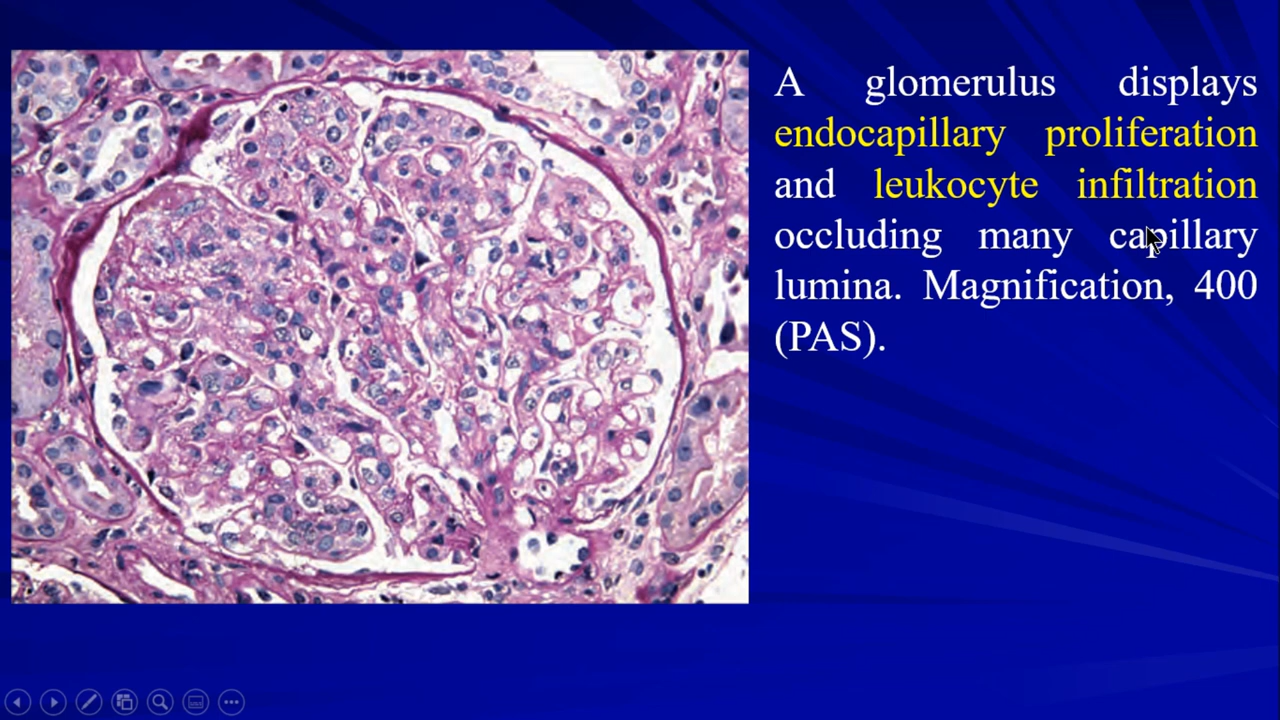 A glomerulus displays
endocapillary proliferation
and leukocyte infiltration
occluding many capillary
lumina. Magnification, 400
(PAS).